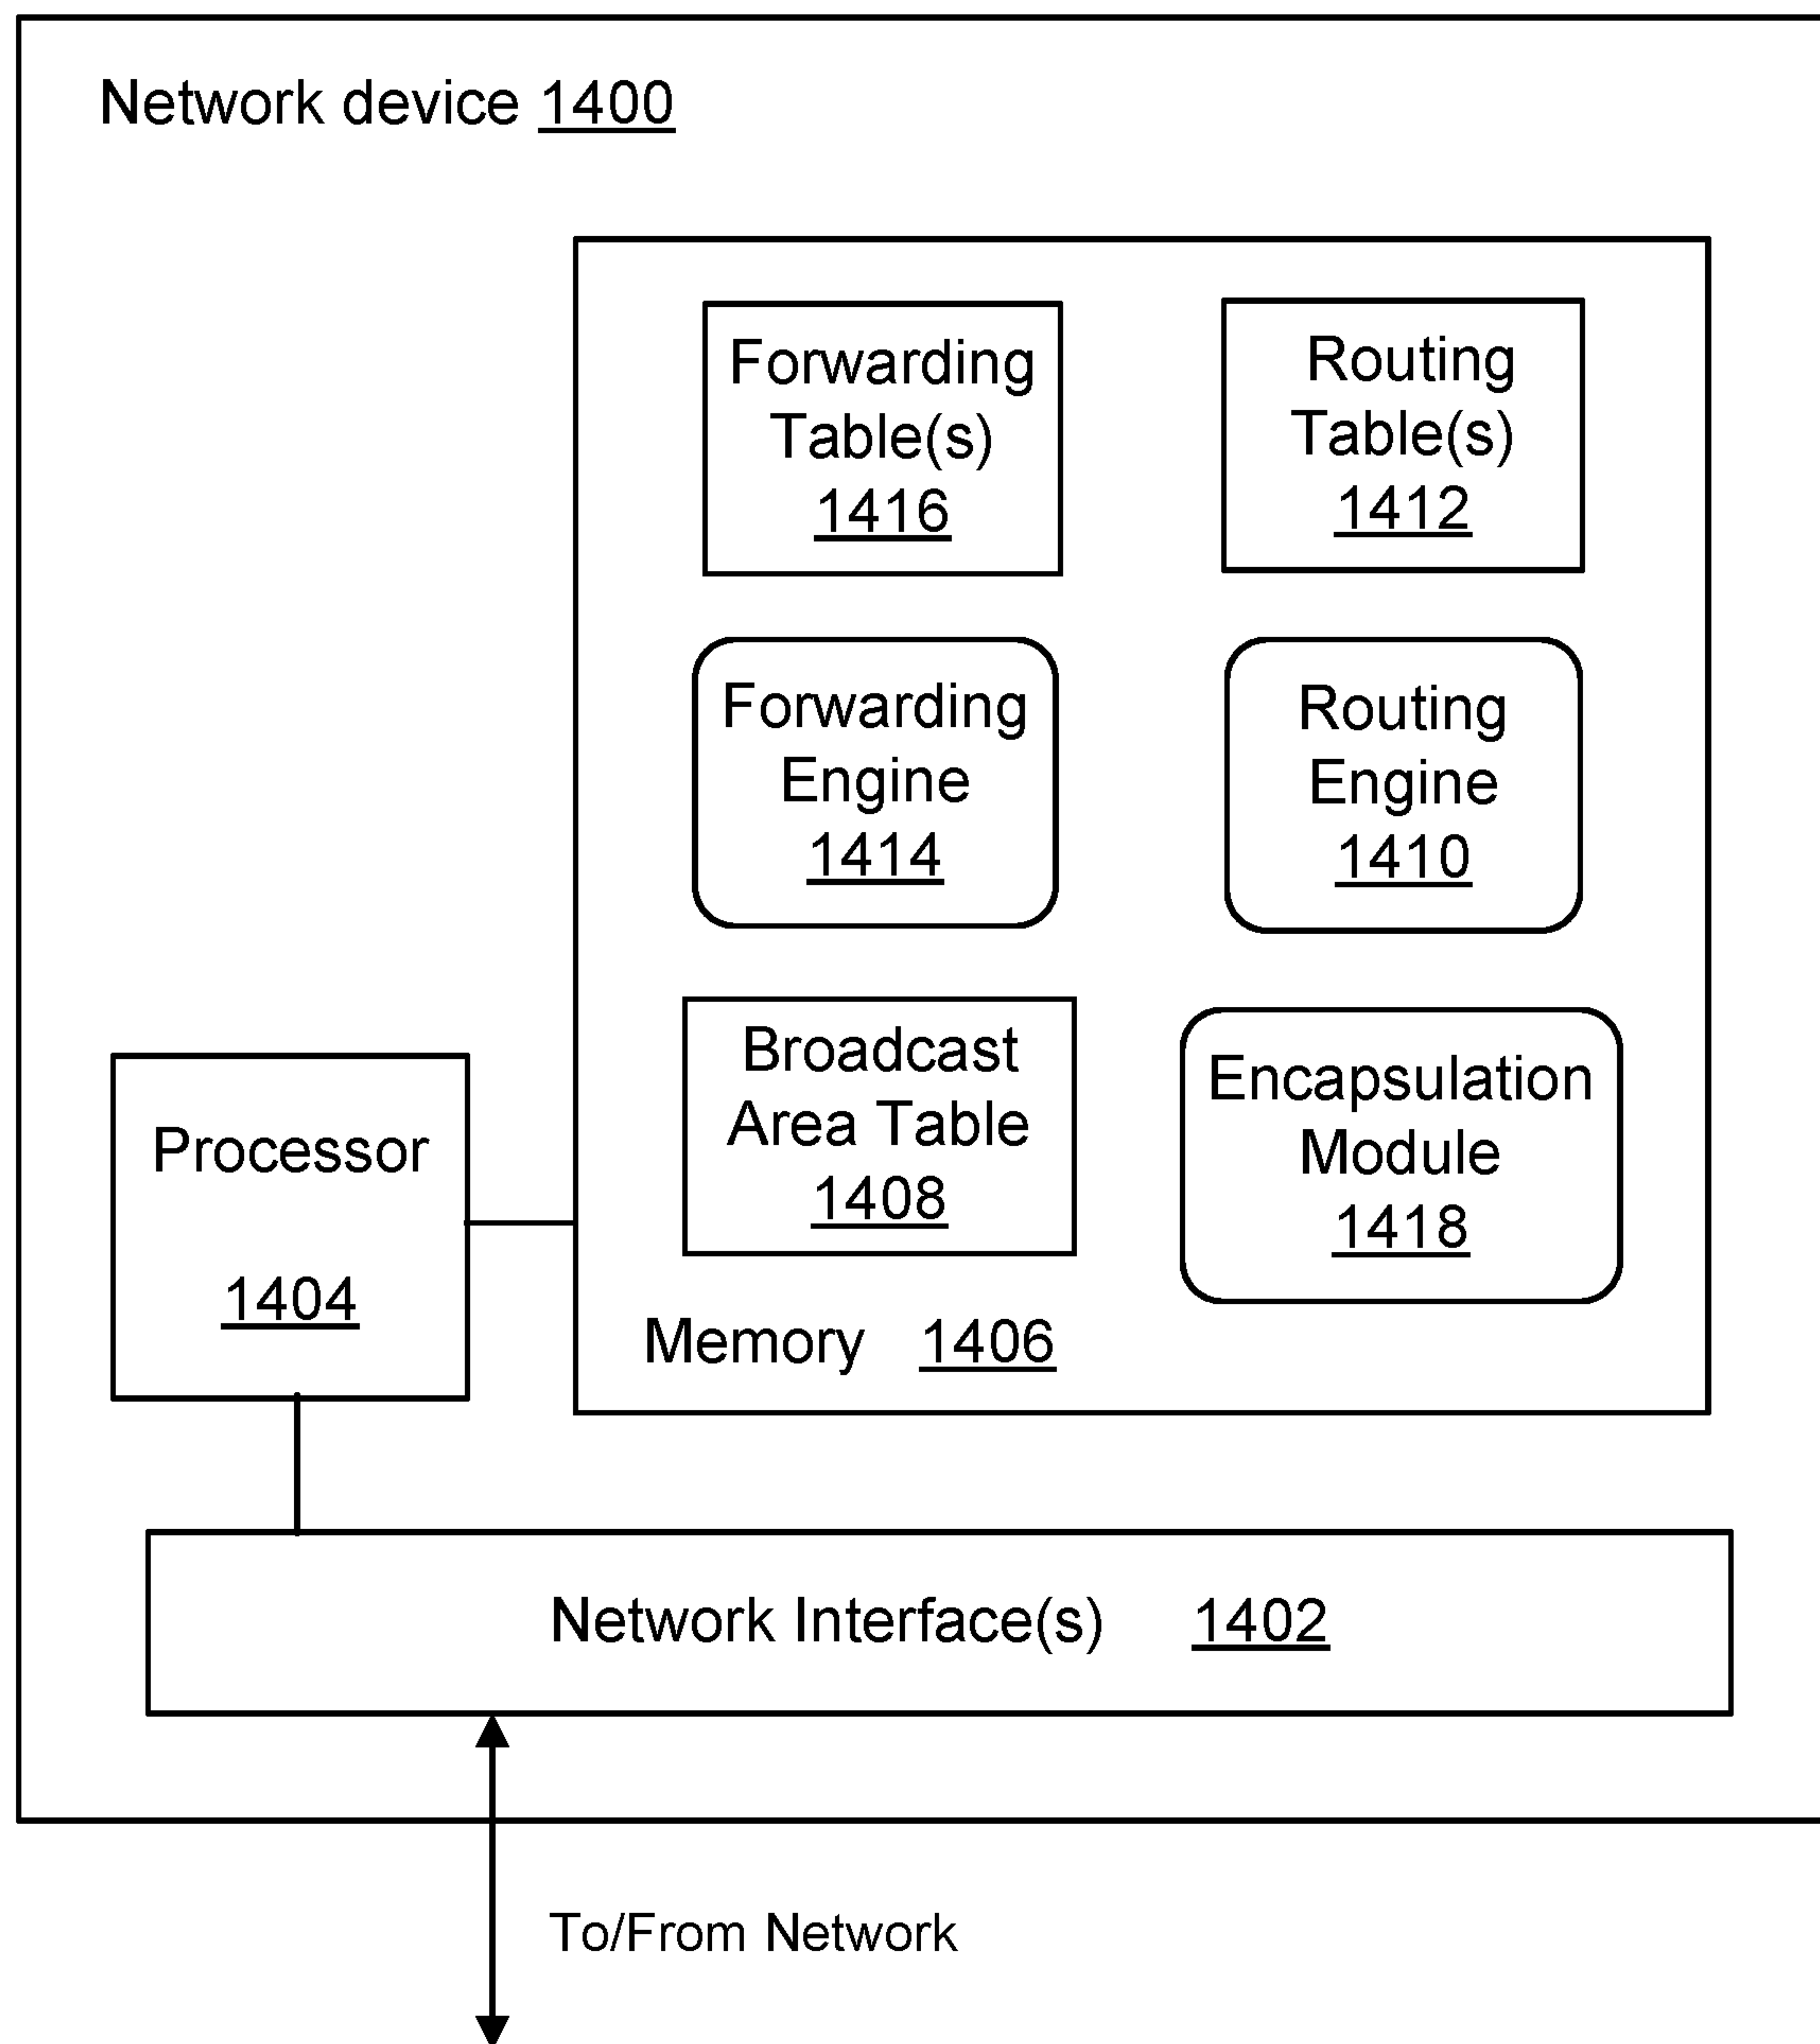 Network device 1400
Forwarding
Table(s)
1416
Routing
Table(s)
1412
Forwarding
Engine
1414
Routing
Engine
1410
Broadcast
Area Table
1408
Encapsulation
Module
1418
Memory 1406
Processor
1404
Network Interface(s) 1402
To/From Network